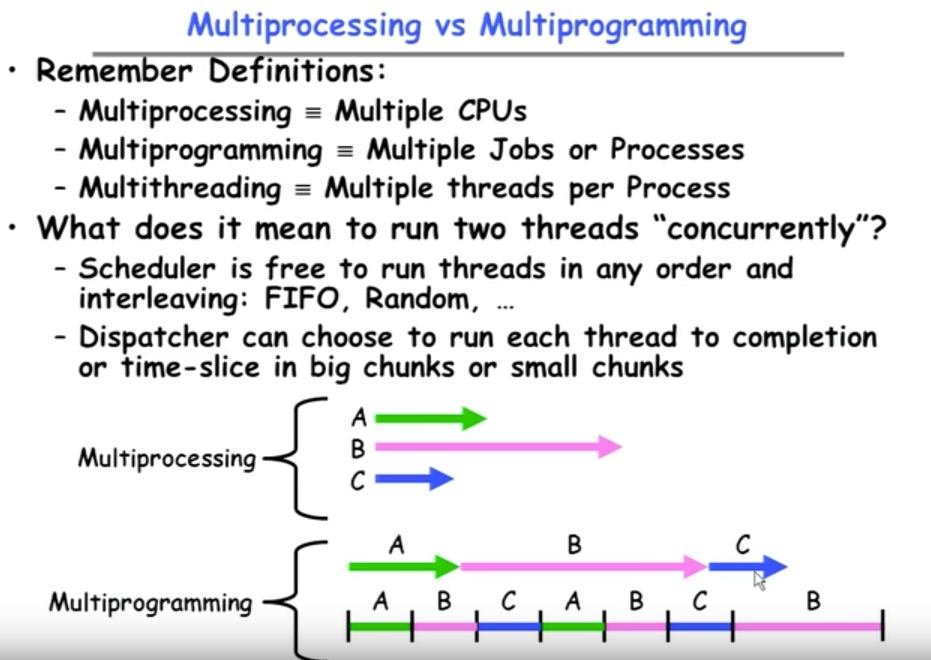 Multiprocessing vs Multiprogramming
• Remember Definitions:
– Multiprocessing ≡ Multiple CPUs
– Multiprogramming ≡ Multiple Jobs or Processes
– Multithreading ≡ Multiple threads per Process
• What does it mean to run two threads “concurrently”?
– Scheduler is free to run threads in any order and
interleaving: FIFO, Random, …
– Dispatcher can choose to run each thread to completion
or time-slice in big chunks or small chunks
A
B
Multiprocessing
C
A B C
Multiprogramming
A B C A B C B